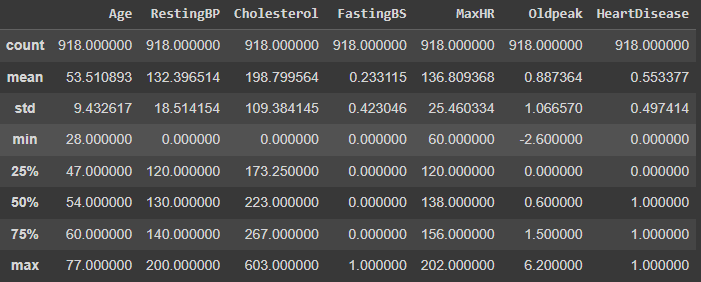 Age RestingBP Cholesterol FastingBS MaxHR Oldpeak HeartDisease
count 918.000000 918.000000 918.000000 918.000000 918.000000 918.000000 918.000000
mean 53.510893 132.396514 198.799564 0.233115 136.809368 0.887364 0.553377
std 9.432617 18.514154 109.384145 0.423046 25.460334 1.066570 0.497414
min 28.000000 0.000000 0.000000 0.000000 60.000000 -2.600000 0.000000
25% 47.000000 120.000000 173.250000 0.000000 120.000000 0.000000 0.000000
50% 54.000000 130.000000 223.000000 0.000000 138.000000 0.600000 1.000000
75% 60.000000 140.000000 267.000000 0.000000 156.000000 1.500000 1.000000
max 77.000000 200.000000 603.000000 1.000000 202.000000 6.200000 1.000000